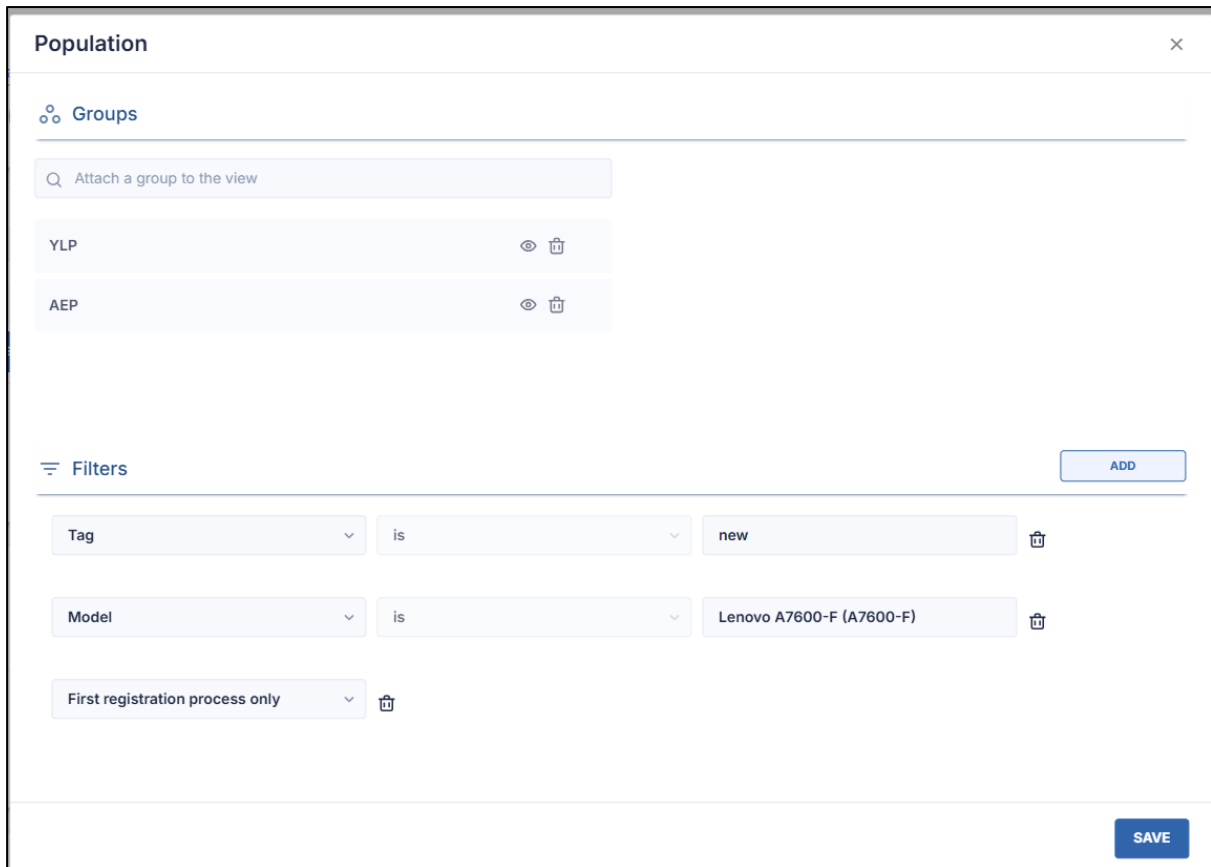 Population
Groups
Attach a group to the view
YLP
AEP
Filters
ADD
Tag is new
Model is Lenovo A7600-F (A7600-F)
First registration process only
SAVE